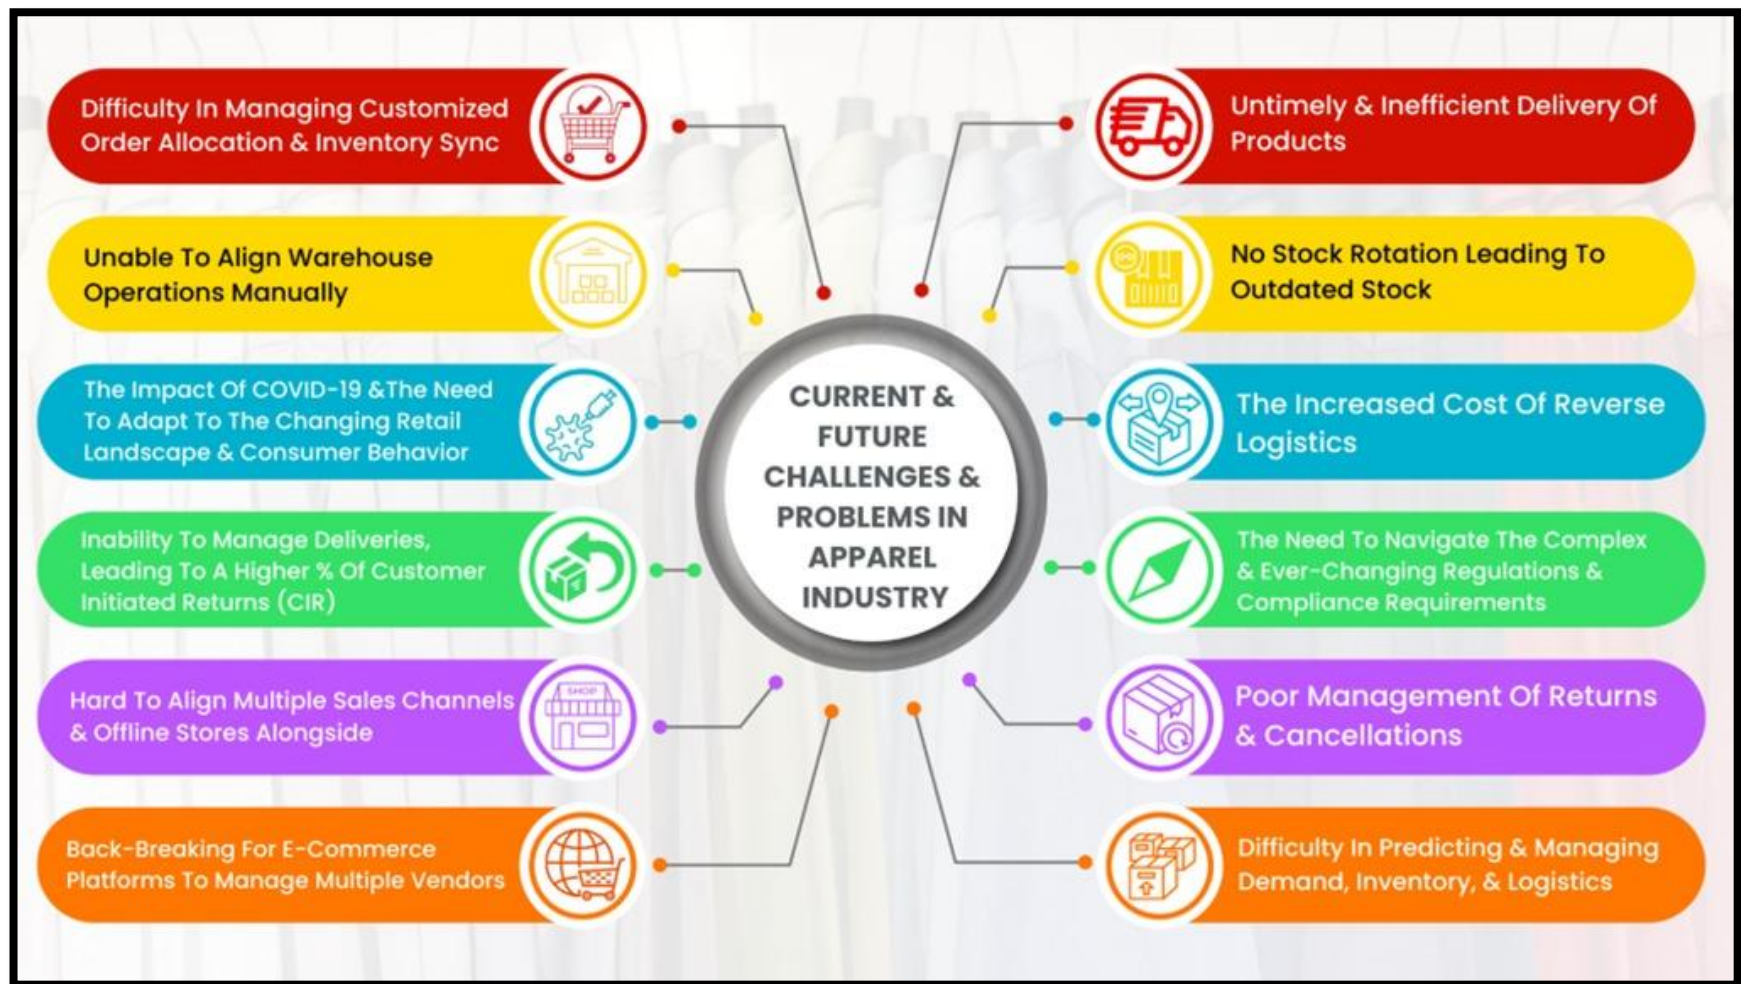 Difficulty In Managing Customized
Order Allocation & Inventory Sync
Unable To Align Warehouse
Operations Manually
The Impact Of COVID-19 &The Need
To Adapt To The Changing Retail
Landscape & Consumer Behavior
Inability To Manage Deliveries,
Leading To A Higher % Of Customer
Initiated Returns (CIR)
SHOP
Hard To Align Multiple Sales Channels
& Offline Stores Alongside
Back-Breaking For E-Commerce
Platforms To Manage Multiple Vendors
CURRENT &
FUTURE
CHALLENGES &
PROBLEMS IN
APPAREL
INDUSTRY
Untimely & Inefficient Delivery Of
Products
No Stock Rotation Leading To
Outdated Stock
The Increased Cost Of Reverse
Logistics
The Need To Navigate The Complex
& Ever-Changing Regulations &
Compliance Requirements
Poor Management Of Returns
& Cancellations
Difficulty In Predicting & Managing
Demand, Inventory, & Logistics